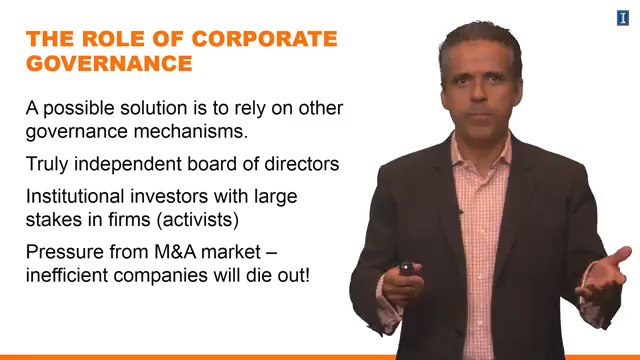 THE ROLE OF CORPORATE
GOVERNANCE
A possible solution is to rely on other
governance mechanisms.
Truly independent board of directors
Institutional investors with large
stakes in firms (activists)
Pressure from M&A market –
inefficient companies will die out!
I